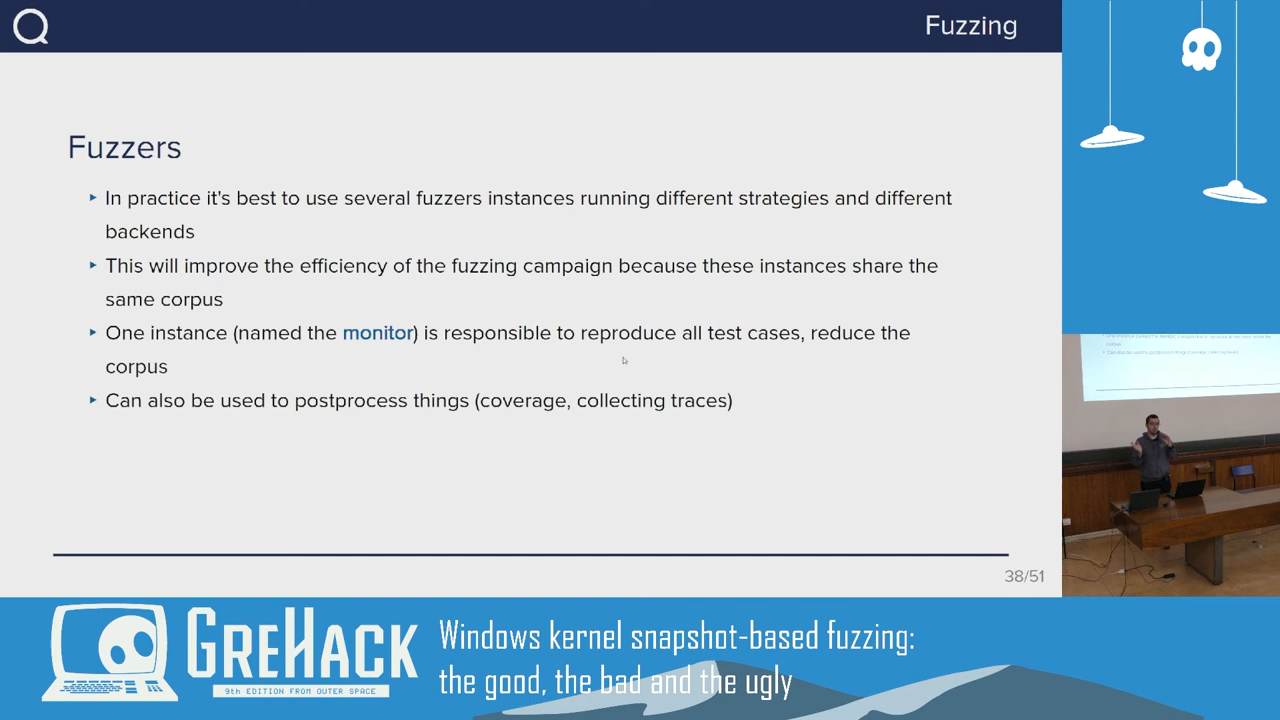 Fuzzing
Fuzzers
In practice it's best to use several fuzzers instances running different strategies and different
backends
This will improve the efficiency of the fuzzing campaign because these instances share the
same corpus
One instance (named the monitor) is responsible to reproduce all test cases, reduce the
corpus
Can also be used to postprocess things (coverage, collecting traces)
38/51
GREHACK
9TH EDITION FROM OUTER SPACE
Windows kernel snapshot-based fuzzing:
the good, the bad and the ugly